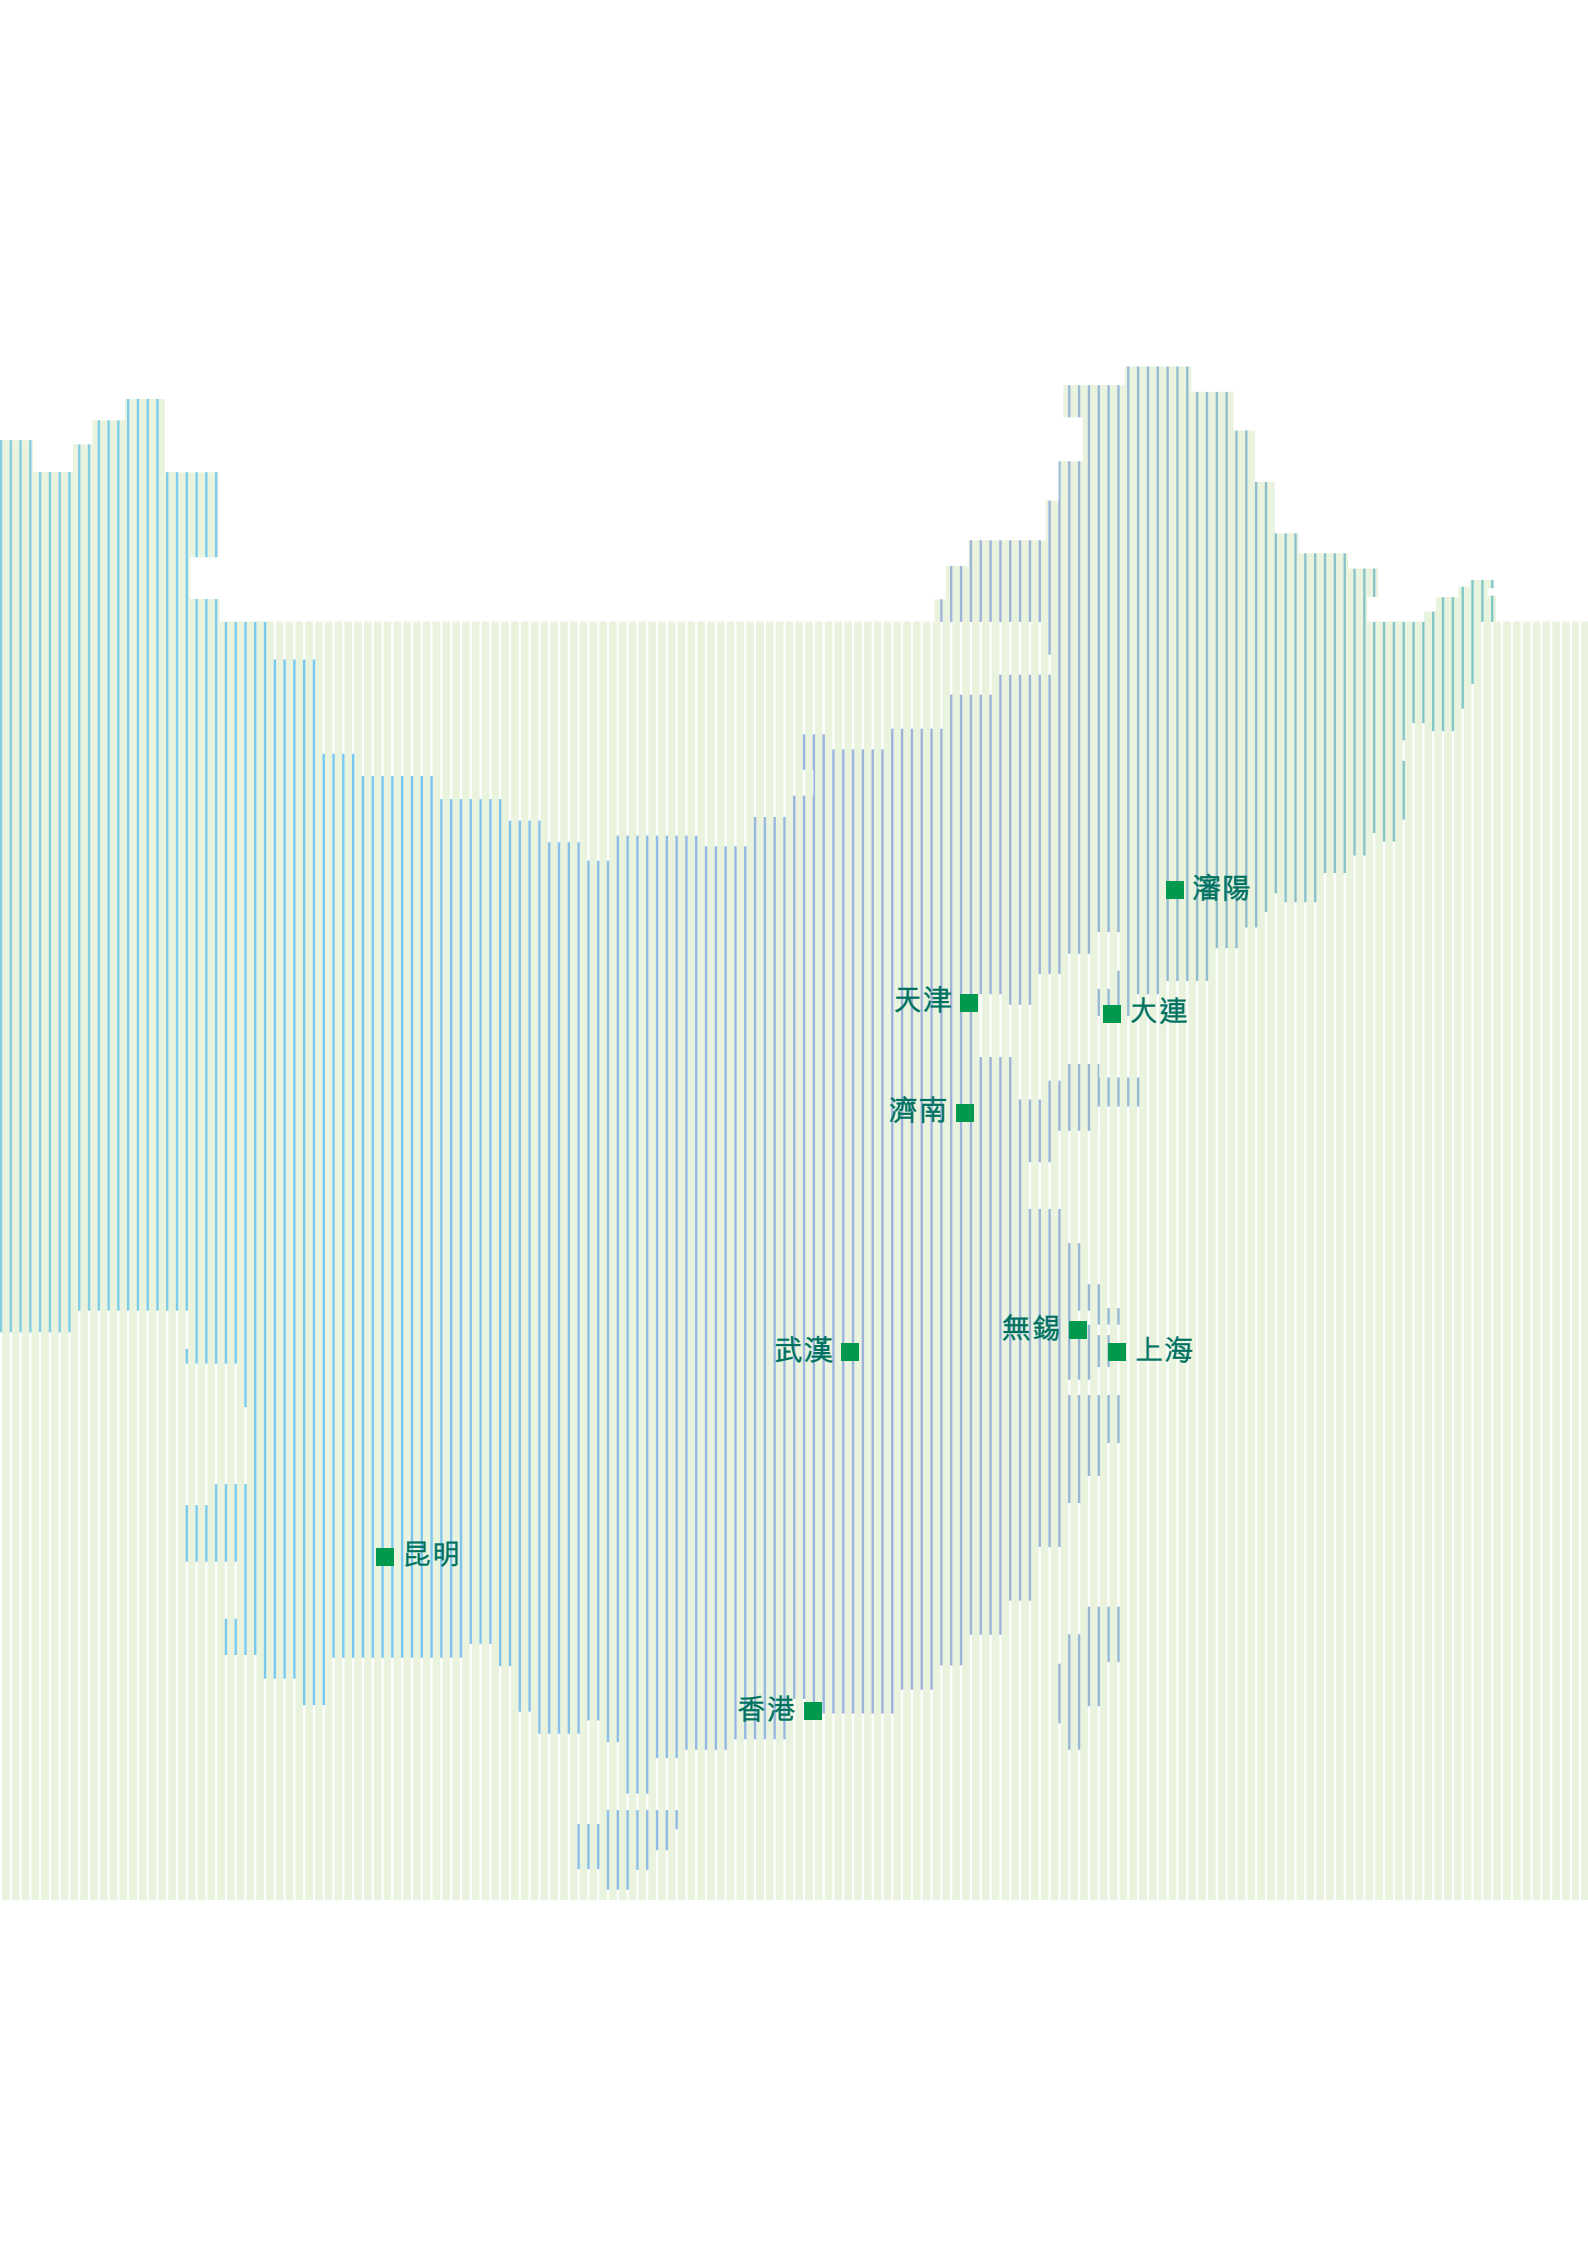 瀋陽
天津
大連
濟南
無錫
武漢
上海
昆明
香港